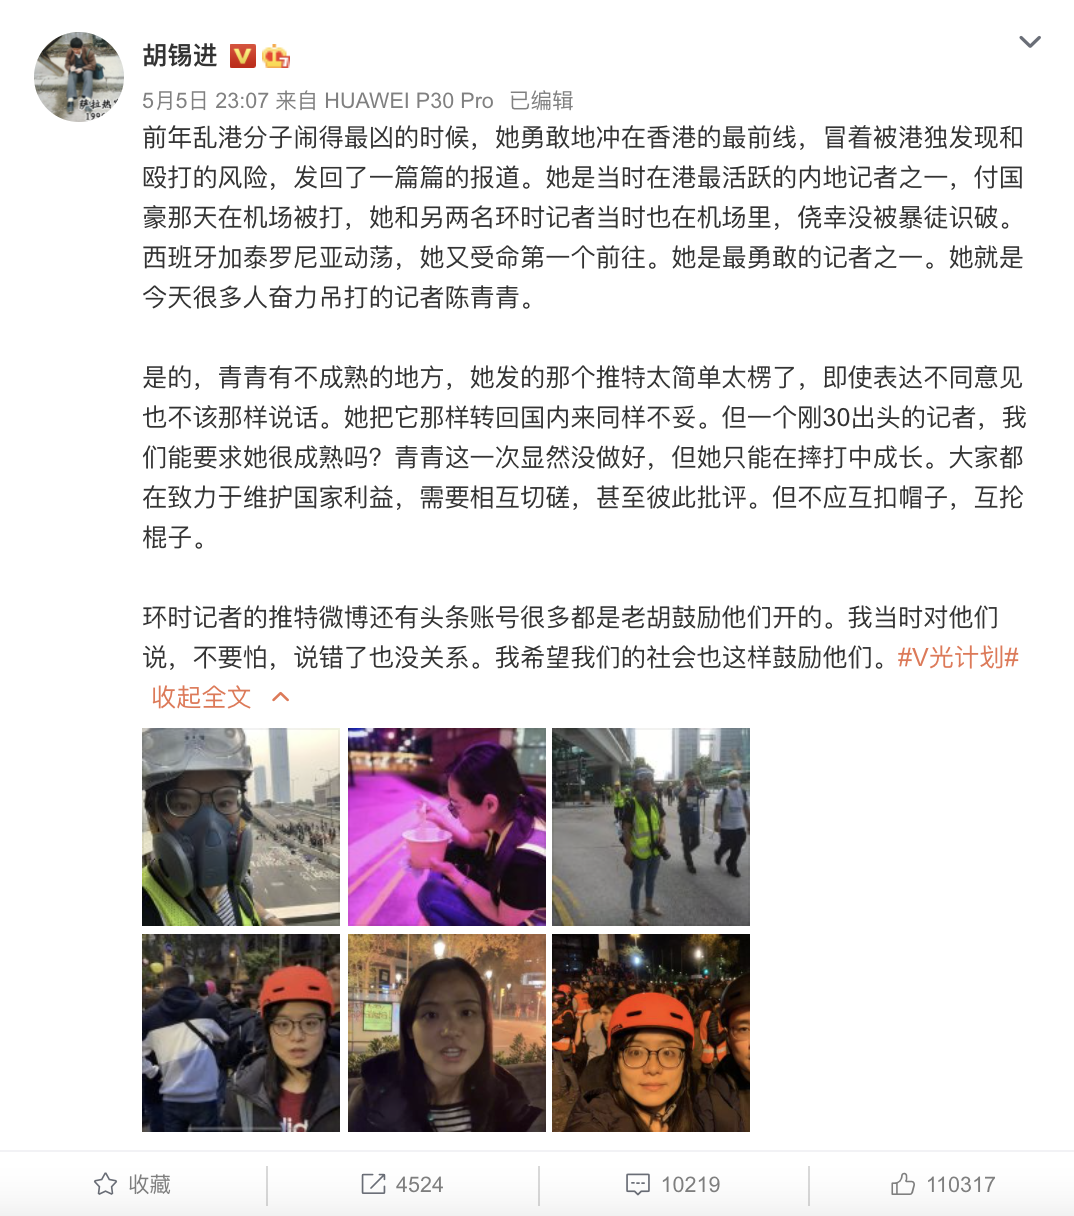 胡锡进
5月5日 23:07 来自 HUAWEI P30 Pro 已编辑
前年乱港分子闹得最凶的时候，她勇敢地冲在香港的最前线，冒着被港独发现和
殴打的风险，发回了一篇篇的报道。她是当时在港最活跃的内地记者之一，付国
豪那天在机场被打，她和另两名环时记者当时也在机场里，侥幸没被暴徒识破。
西班牙加泰罗尼亚动荡，她又受命第一个前往。她是最勇敢的记者之一。她就是
今天很多人奋力吊打的记者陈青青。
是的，青青有不成熟的地方，她发的那个推特太简单太楞了，即使表达不同意见
也不该那样说话。她把它那样转回国内来同样不妥。但一个刚30出头的记者，我
们能要求她很成熟吗？青青这一次显然没做好，但她只能在摔打中成长。大家都
在致力于维护国家利益，需要相互切磋，甚至彼此批评。但不应互扣帽子，互抡
棍子。
环时记者的推特微博还有头条账号很多都是老胡鼓励他们开的。我当时对他们
说，不要怕，说错了也没关系。我希望我们的社会也这样鼓励他们。#V光计划#
收起全文
收藏 4524 10219 110317